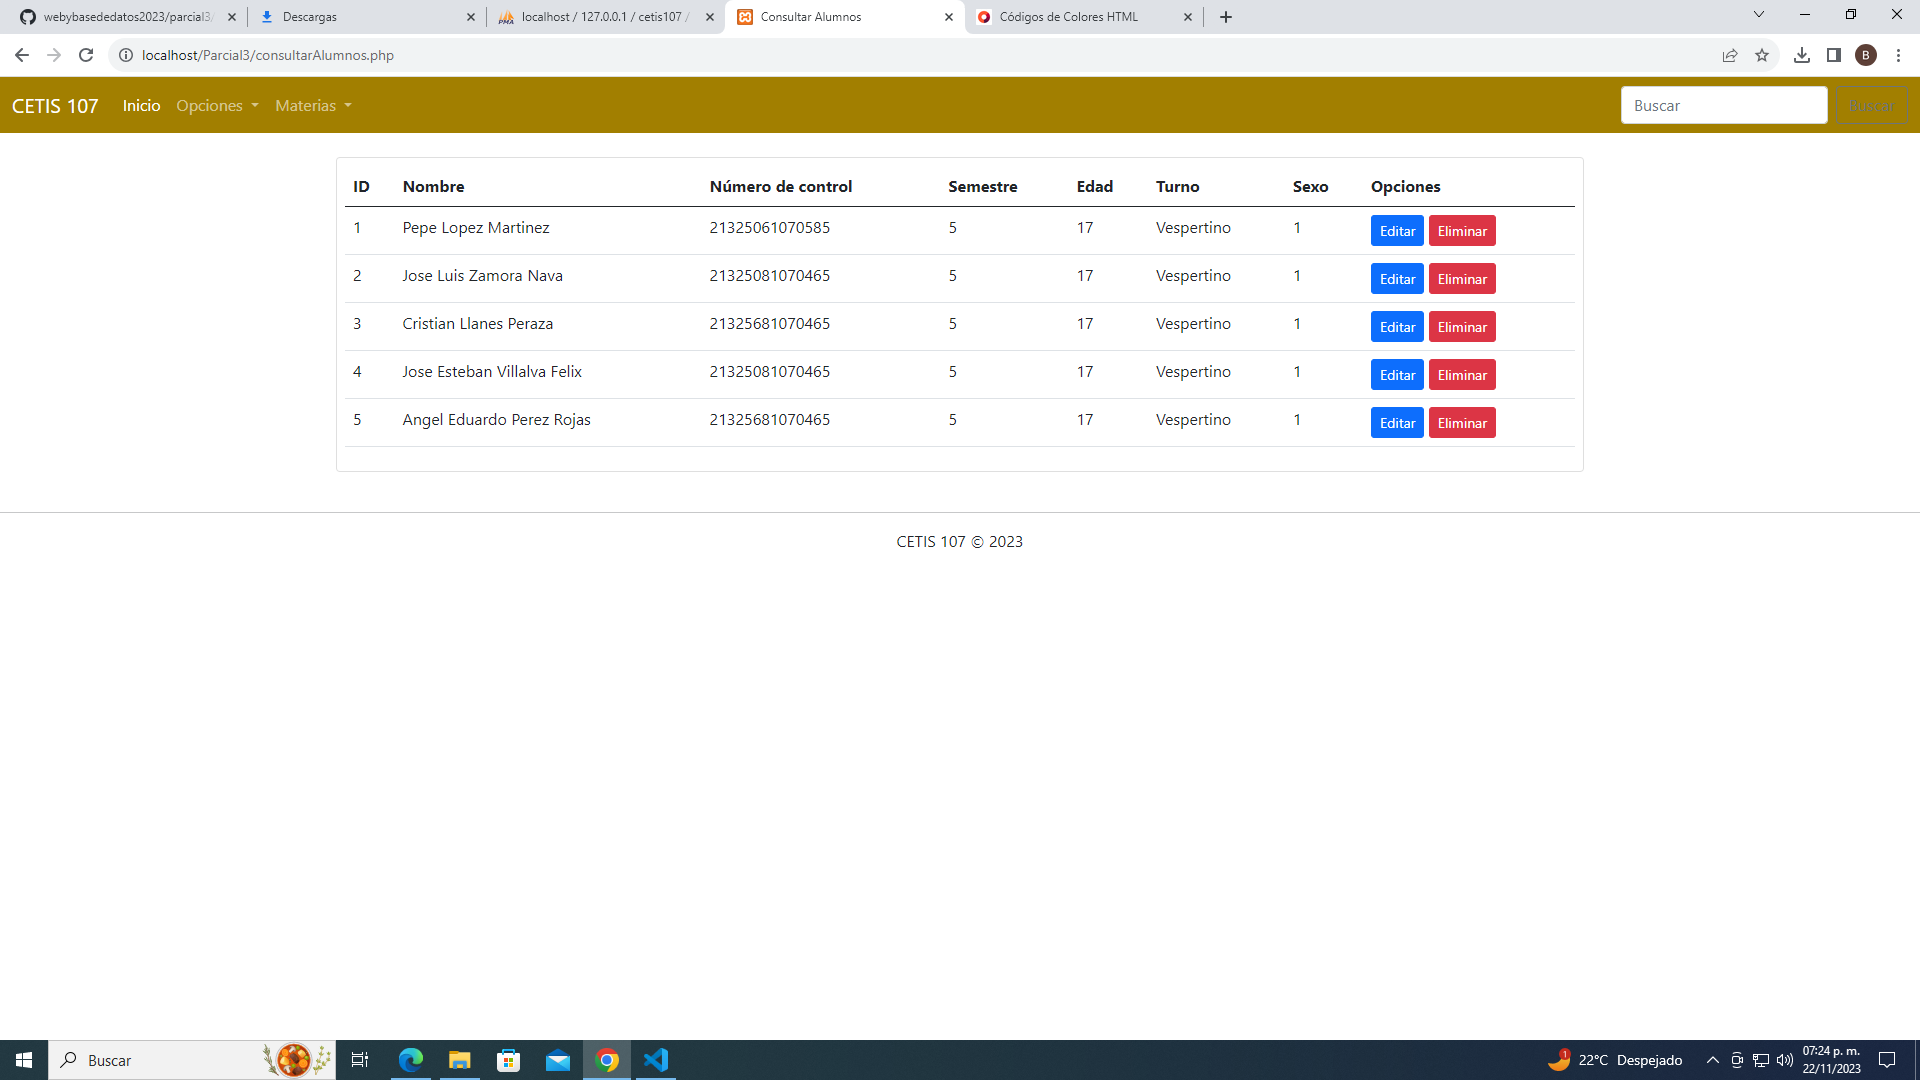 webybasededatos2023/parcial3/
Descargas
localhost / 127.0.0.1 / cetis107 /
Consultar Alumnos
Códigos de Colores HTML
localhost/Parcial3/consultarAlumnos.php
B
CETIS 107 Inicio Opciones Materias Buscar Buscar
ID Nombre Número de control Semestre Edad Turno Sexo Opciones
1 Pepe Lopez Martinez 21325061070585 5 17 Vespertino 1 Editar Eliminar
2 Jose Luis Zamora Nava 21325081070465 5 17 Vespertino 1 Editar Eliminar
3 Cristian Llanes Peraza 21325681070465 5 17 Vespertino 1 Editar Eliminar
4 Jose Esteban Villalva Felix 21325081070465 5 17 Vespertino 1 Editar Eliminar
5 Angel Eduardo Perez Rojas 21325681070465 5 17 Vespertino 1 Editar Eliminar
CETIS 107 © 2023
Buscar
1
22°C Despejado
07:24 p. m.
22/11/2023